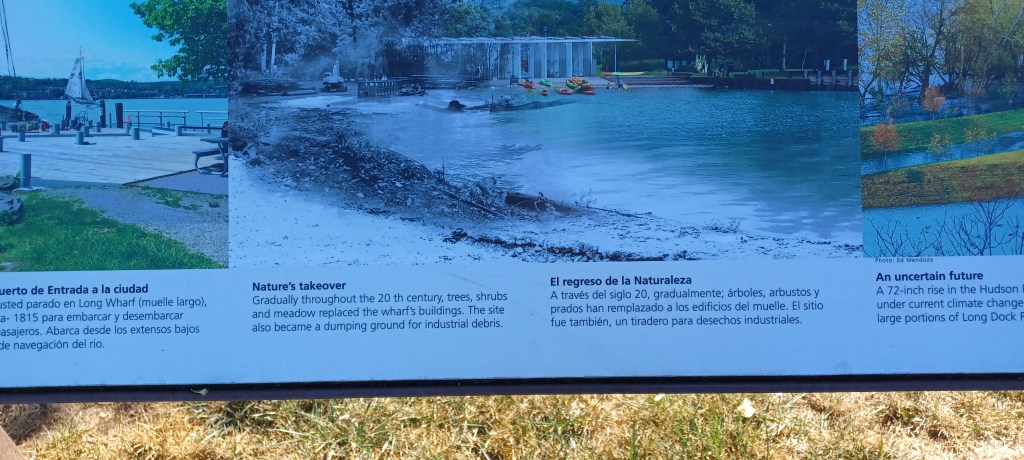 uerto de Entrada a la ciudad
usted parado en Long Wharf (muelle largo),
ra- 1815 para embarcar y desembarcar
pasajeros. Abarca desde los extensos bajos
de navegación del rio.
Nature's takeover
Gradually throughout the 20 th century, trees, shrubs
and meadow replaced the wharf's buildings. The site
also became a dumping ground for industrial debris.
El regreso de la Naturaleza
A través del siglo 20, gradualmente; árboles, arbustos y
prados han remplazado a los edificios del muelle. El sitio
fue también, un tiradero para desechos industriales.
Photo: Ed Mendoza
An uncertain future
A 72-inch rise in the Hudson
under current climate change
large portions of Long Dock